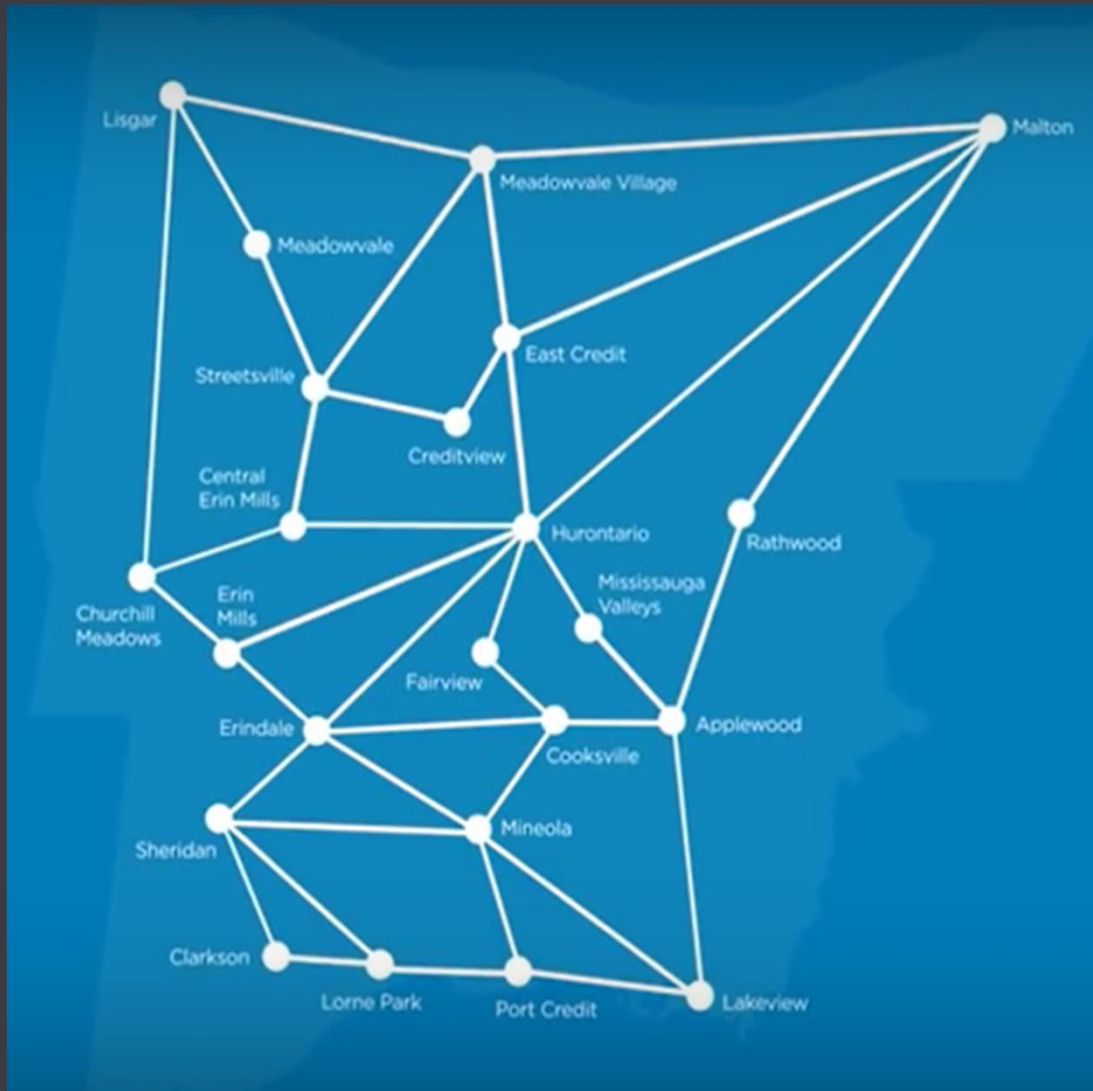 Lisgar
Malton
Meadowvale Village
Meadowvale
East Credit
Streetsville
Creditview
Central
Erin Mills
Hurontario
Rathwood
Mississauga
Valleys
Erin
Mills
Churchill
Meadows
Fairview
Erindale
Applewood
Cooksville
Mineola
Sheridan
Clarkson
Lorne Park
Port Credit
Lakeview